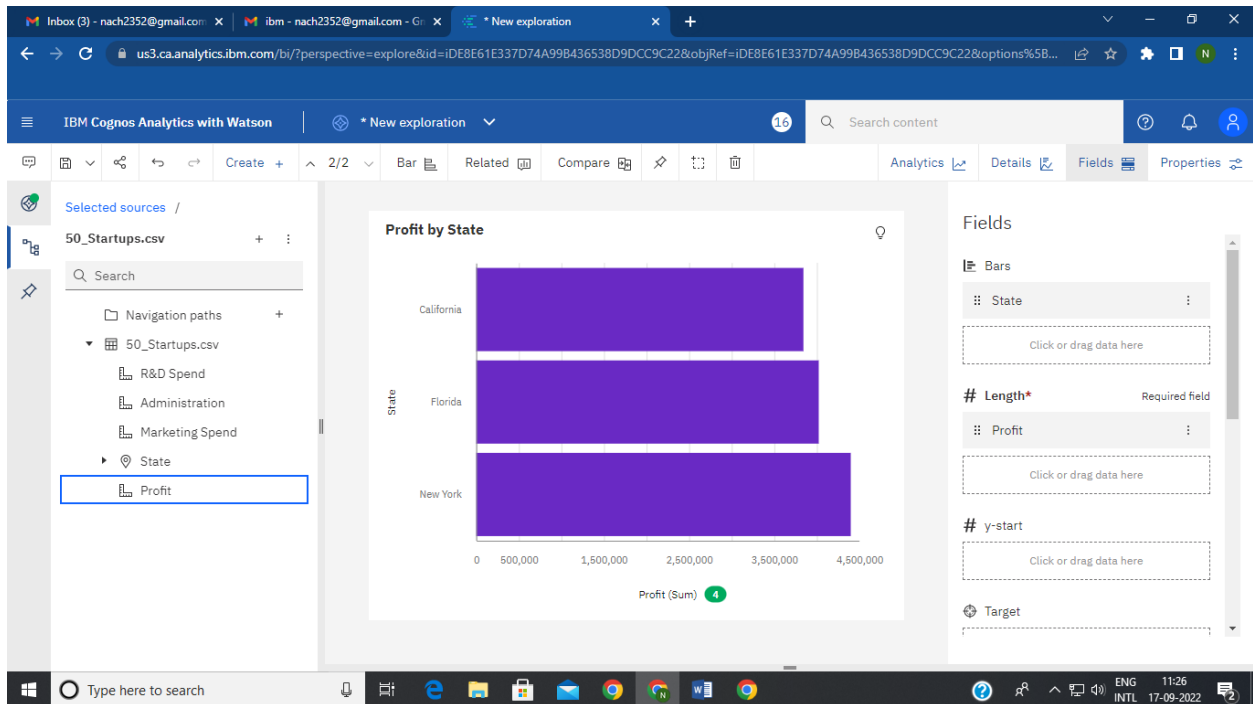 Inbox (3) - nach2352@gmail.com
ibm - nach2352@gmail.com - Gm
* New exploration
us3.ca.analytics.ibm.com/bi/?perspective=explore&id=iDE8E61E337D74A99B436538D9DCC9C22&objRef=iDE8E61E337D74A99B436538D9DCC9C22&options%5B...
N
IBM Cognos Analytics with Watson
* New exploration
16
Search content
Create +
2/2
Bar
Related
Compare
Analytics
Details
Fields
Properties
Selected sources /
50_Startups.csv
Search
Navigation paths
50_Startups.csv
R&D Spend
Administration
Marketing Spend
State
Profit
Profit by State
State
California
Florida
New York
0 500,000 1,500,000 2,500,000 3,500,000 4,500,000
Profit (Sum) 4
Fields
Bars
State
Click or drag data here
# Length* Required field
Profit
Click or drag data here
# y-start
Click or drag data here
Target
Type here to search
ENG 11:26
INTL 17-09-2022
2